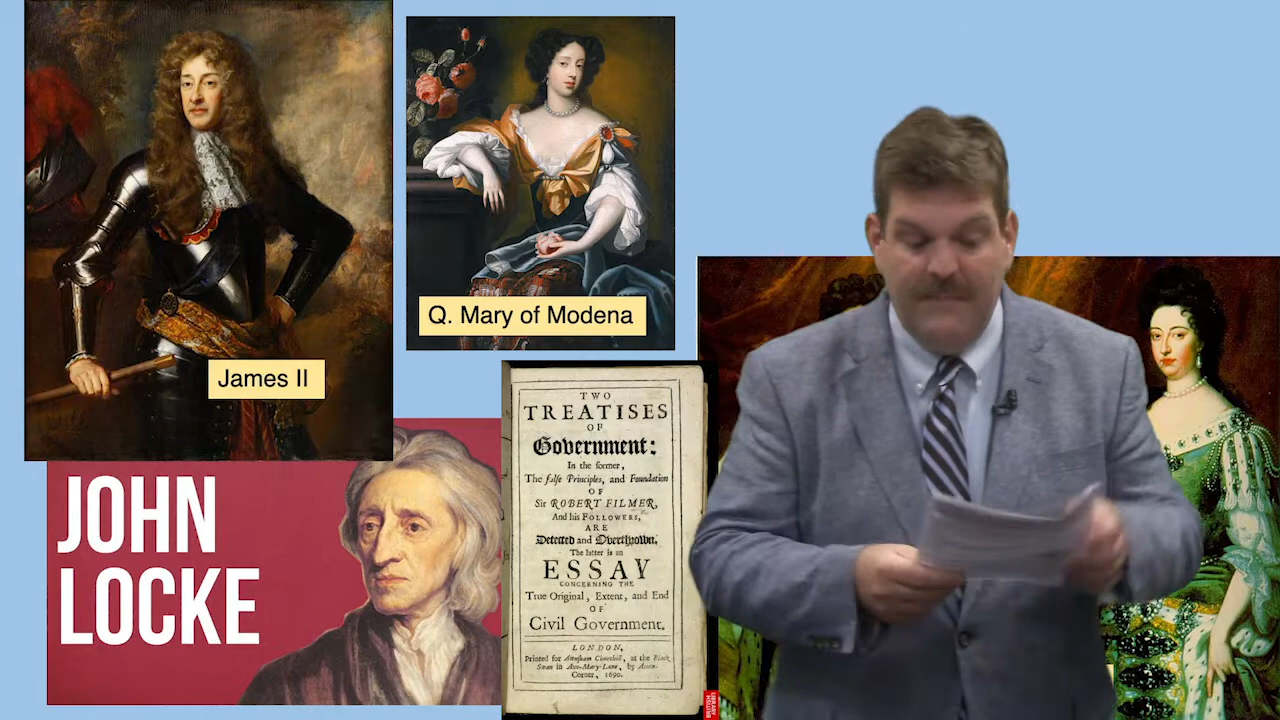 James II
Q. Mary of Modena
JOHN
LOCKE
TWO
TREATISES
OF
Government:
In the former,
The false Principles, and Foundation
OF
Sir ROBERT FILMER,
And his FOLLOWERS,
ARE
Detected and Overthrown.
The latter is an
ESSAY
CONCERNING THE
True Original, Extent, and End
OF
Civil Government.
LONDON,
Printed for Awnsham Churchill, at the Black
Swan in Ave-Mary-Lane, by Amen-
Corner, 1690.
LIBRARY
BRITISH